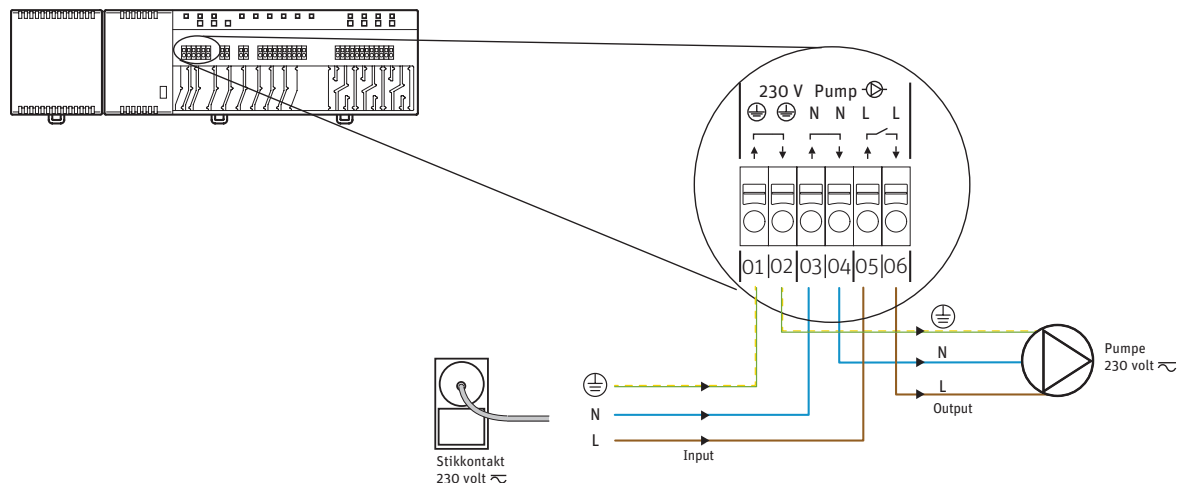 230 V Pump
N N L L
01 02 03 04 05 06
N
L
Output
Pumpe
230 volt
N
L
Input
Stikkontakt
230 volt